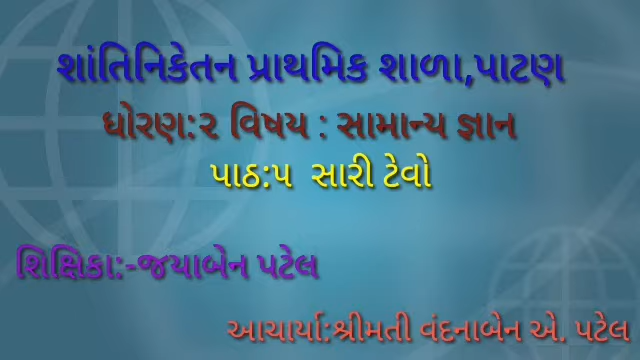 શાંતિનિકેતન પ્રાથમિક શાળા,પાટણ
ધોરણ:૨ વિષય : સામાન્ય જ્ઞાન
પાઠ:૫ સારી ટેવો
શિક્ષિકા:-જયાબેન પટેલ
આચાર્યા:શ્રીમતી વંદનાબેન એ. પટેલ